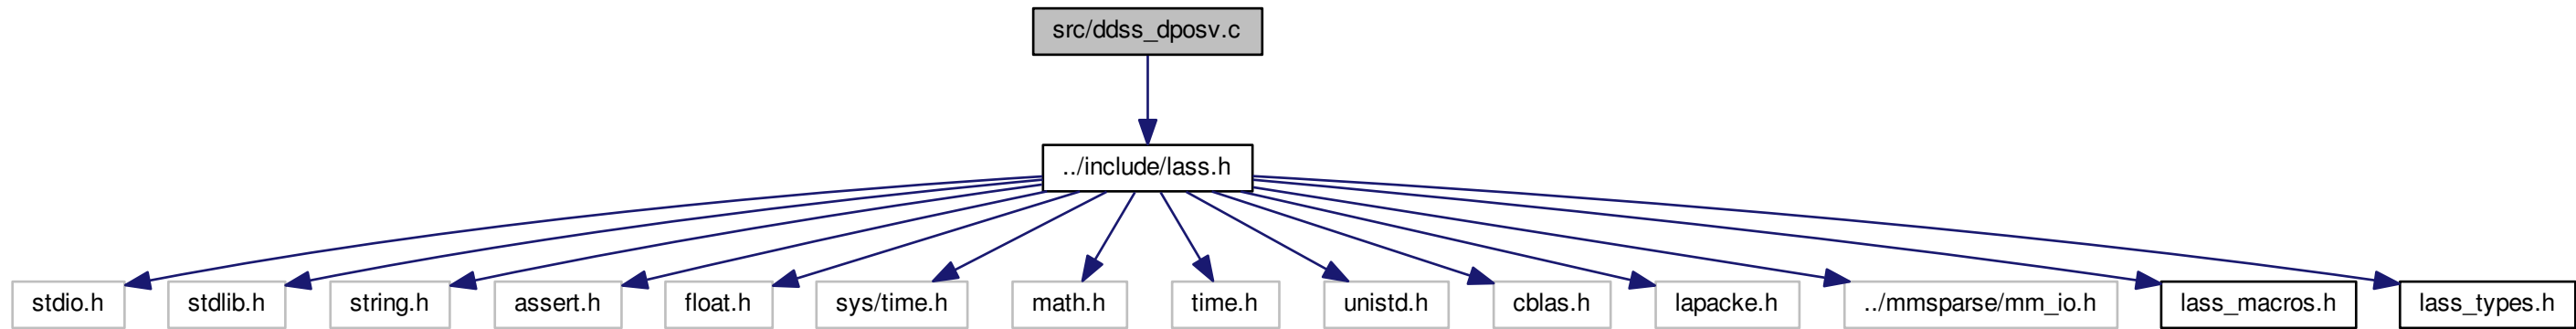 src/ddss_dposv.c
../include/lass.h
stdio.h
stdlib.h
string.h
assert.h
float.h
sys/time.h
math.h
time.h
unistd.h
cblas.h
lapacke.h
../mmsparse/mm_io.h
lass_macros.h
lass_types.h